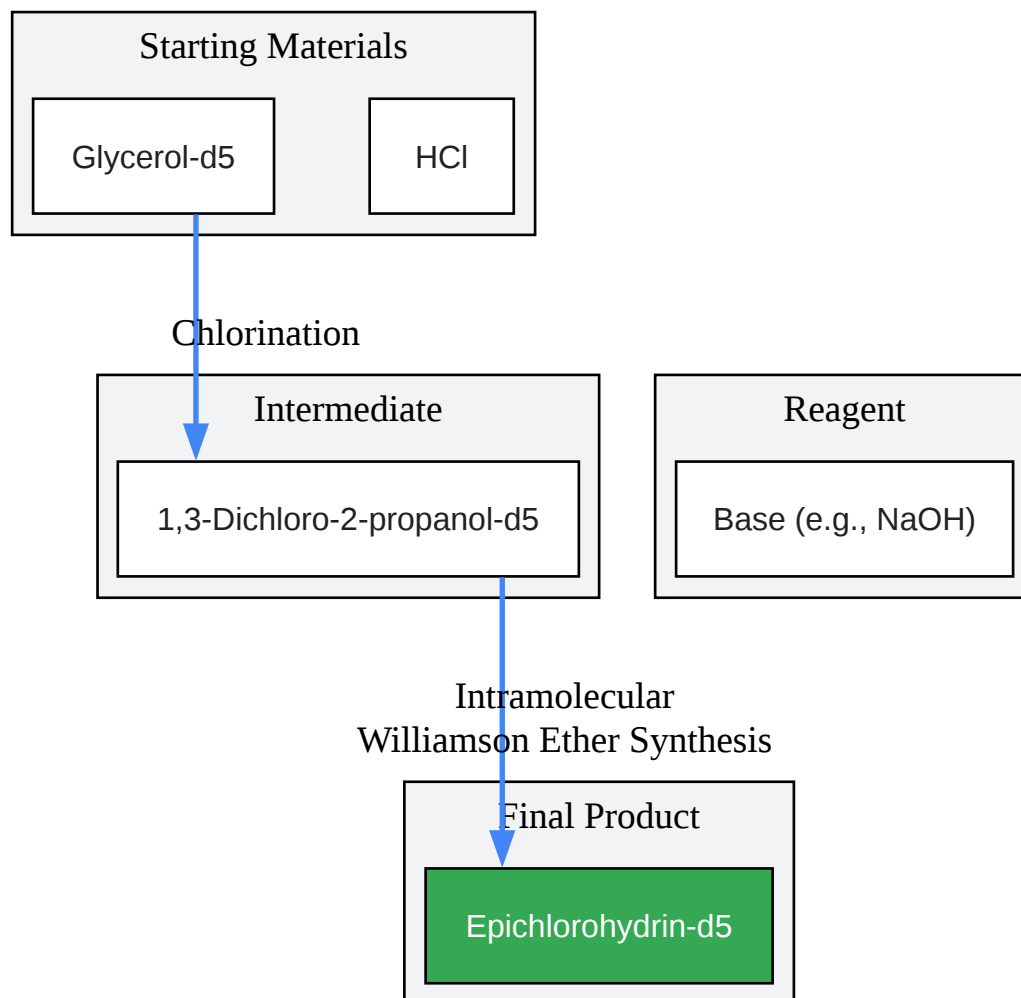 Starting Materials
Glycerol-d5
HCl
Chlorination
Intermediate
Reagent
1,3-Dichloro-2-propanol-d5
Base (e.g., NaOH)
Intramolecular
Williamson Ether Synthesis
Final Product
Epichlorohydrin-d5